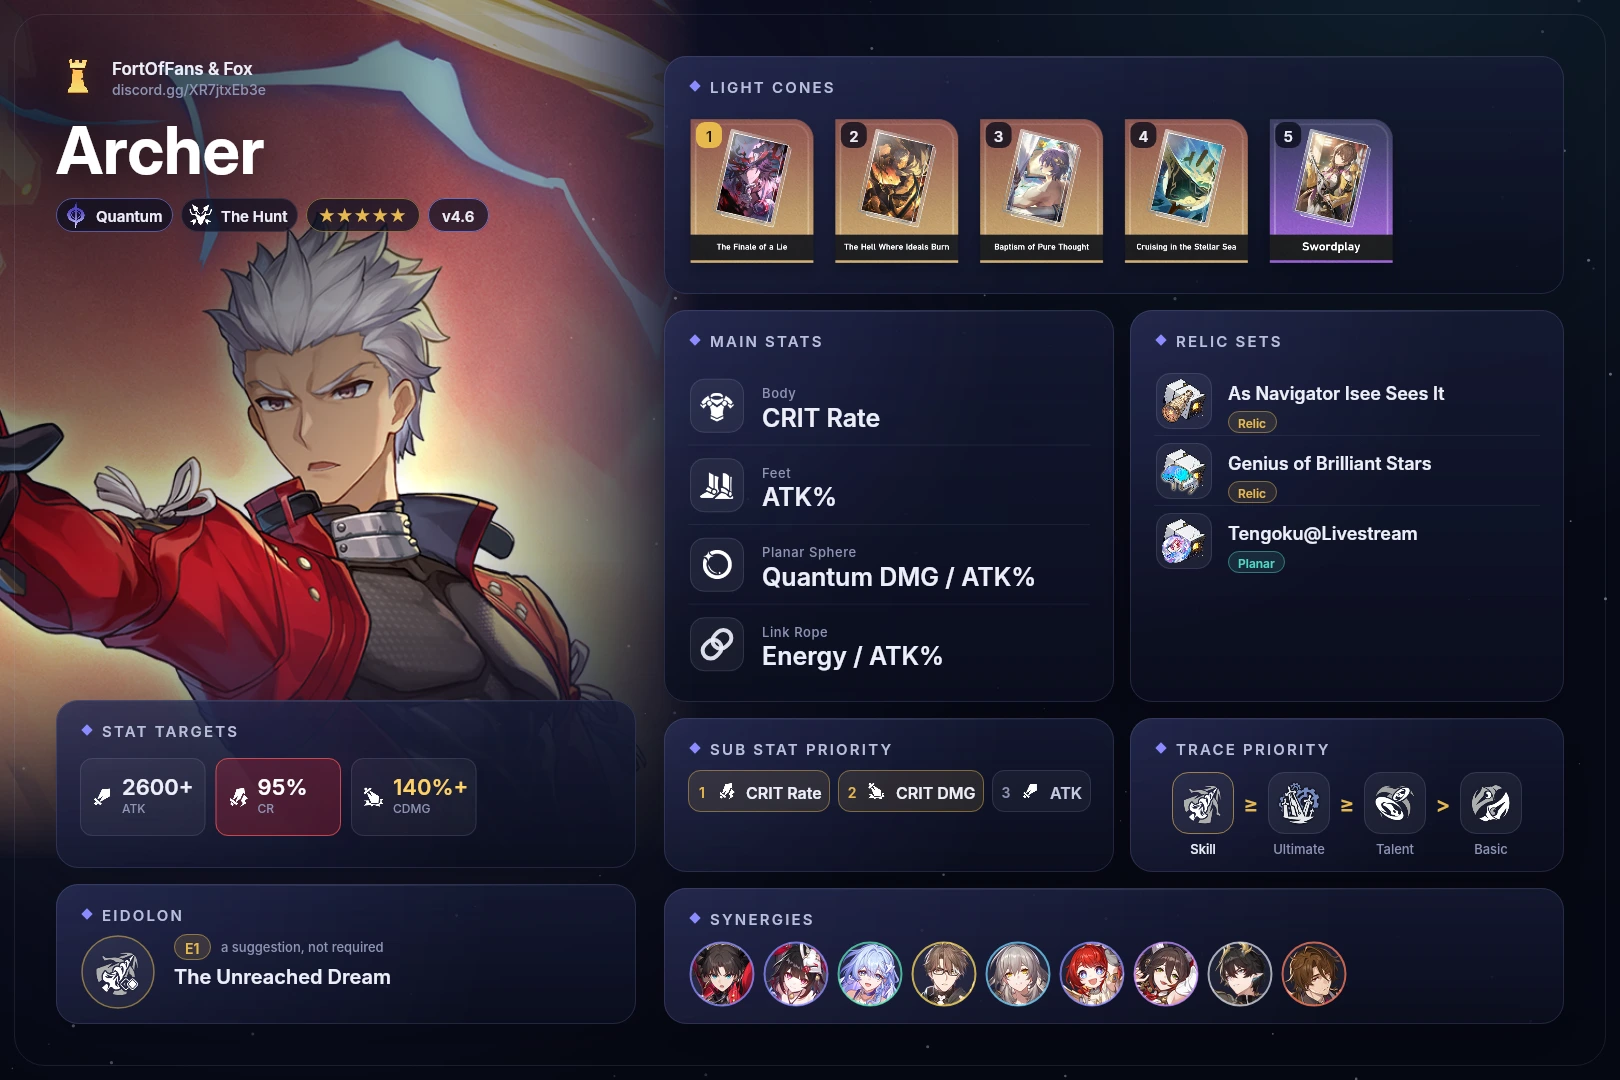 FortOfFans & Fox
discord.gg/XR7jtxEb3e
Archer
Quantum
The Hunt
★★★★★
v4.6
LIGHT CONES
1
The Finale of a Lie
2
The Hell Where Ideals Burn
3
Baptism of Pure Thought
4
Cruising in the Stellar Sea
5
Swordplay
MAIN STATS
Body
CRIT Rate
Feet
ATK%
Planar Sphere
Quantum DMG / ATK%
Link Rope
Energy / ATK%
RELIC SETS
As Navigator Isee Sees It
Relic
Genius of Brilliant Stars
Relic
Tengoku@Livestream
Planar
STAT TARGETS
2600+
ATK
95%
CR
140%+
CDMG
SUB STAT PRIORITY
1 CRIT Rate
2 CRIT DMG
3 ATK
TRACE PRIORITY
≥ ≥ >
Skill
Ultimate
Talent
Basic
EIDOLON
E1 a suggestion, not required
The Unreached Dream
SYNERGIES